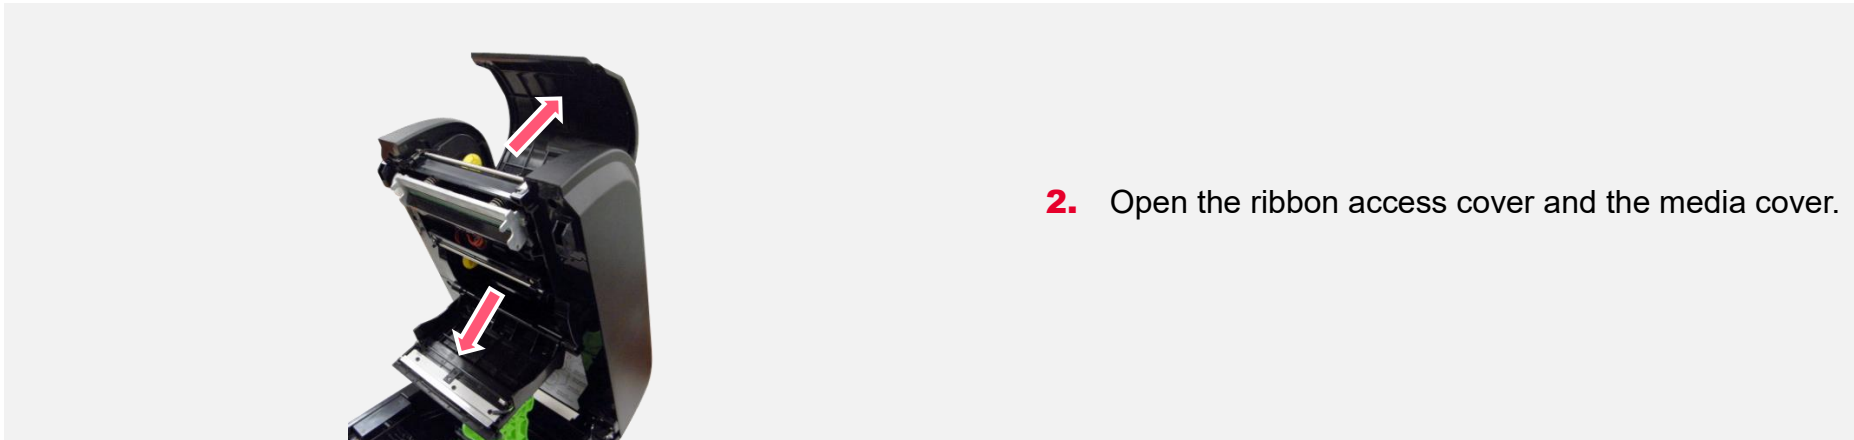 2. Open the ribbon access cover and the media cover.